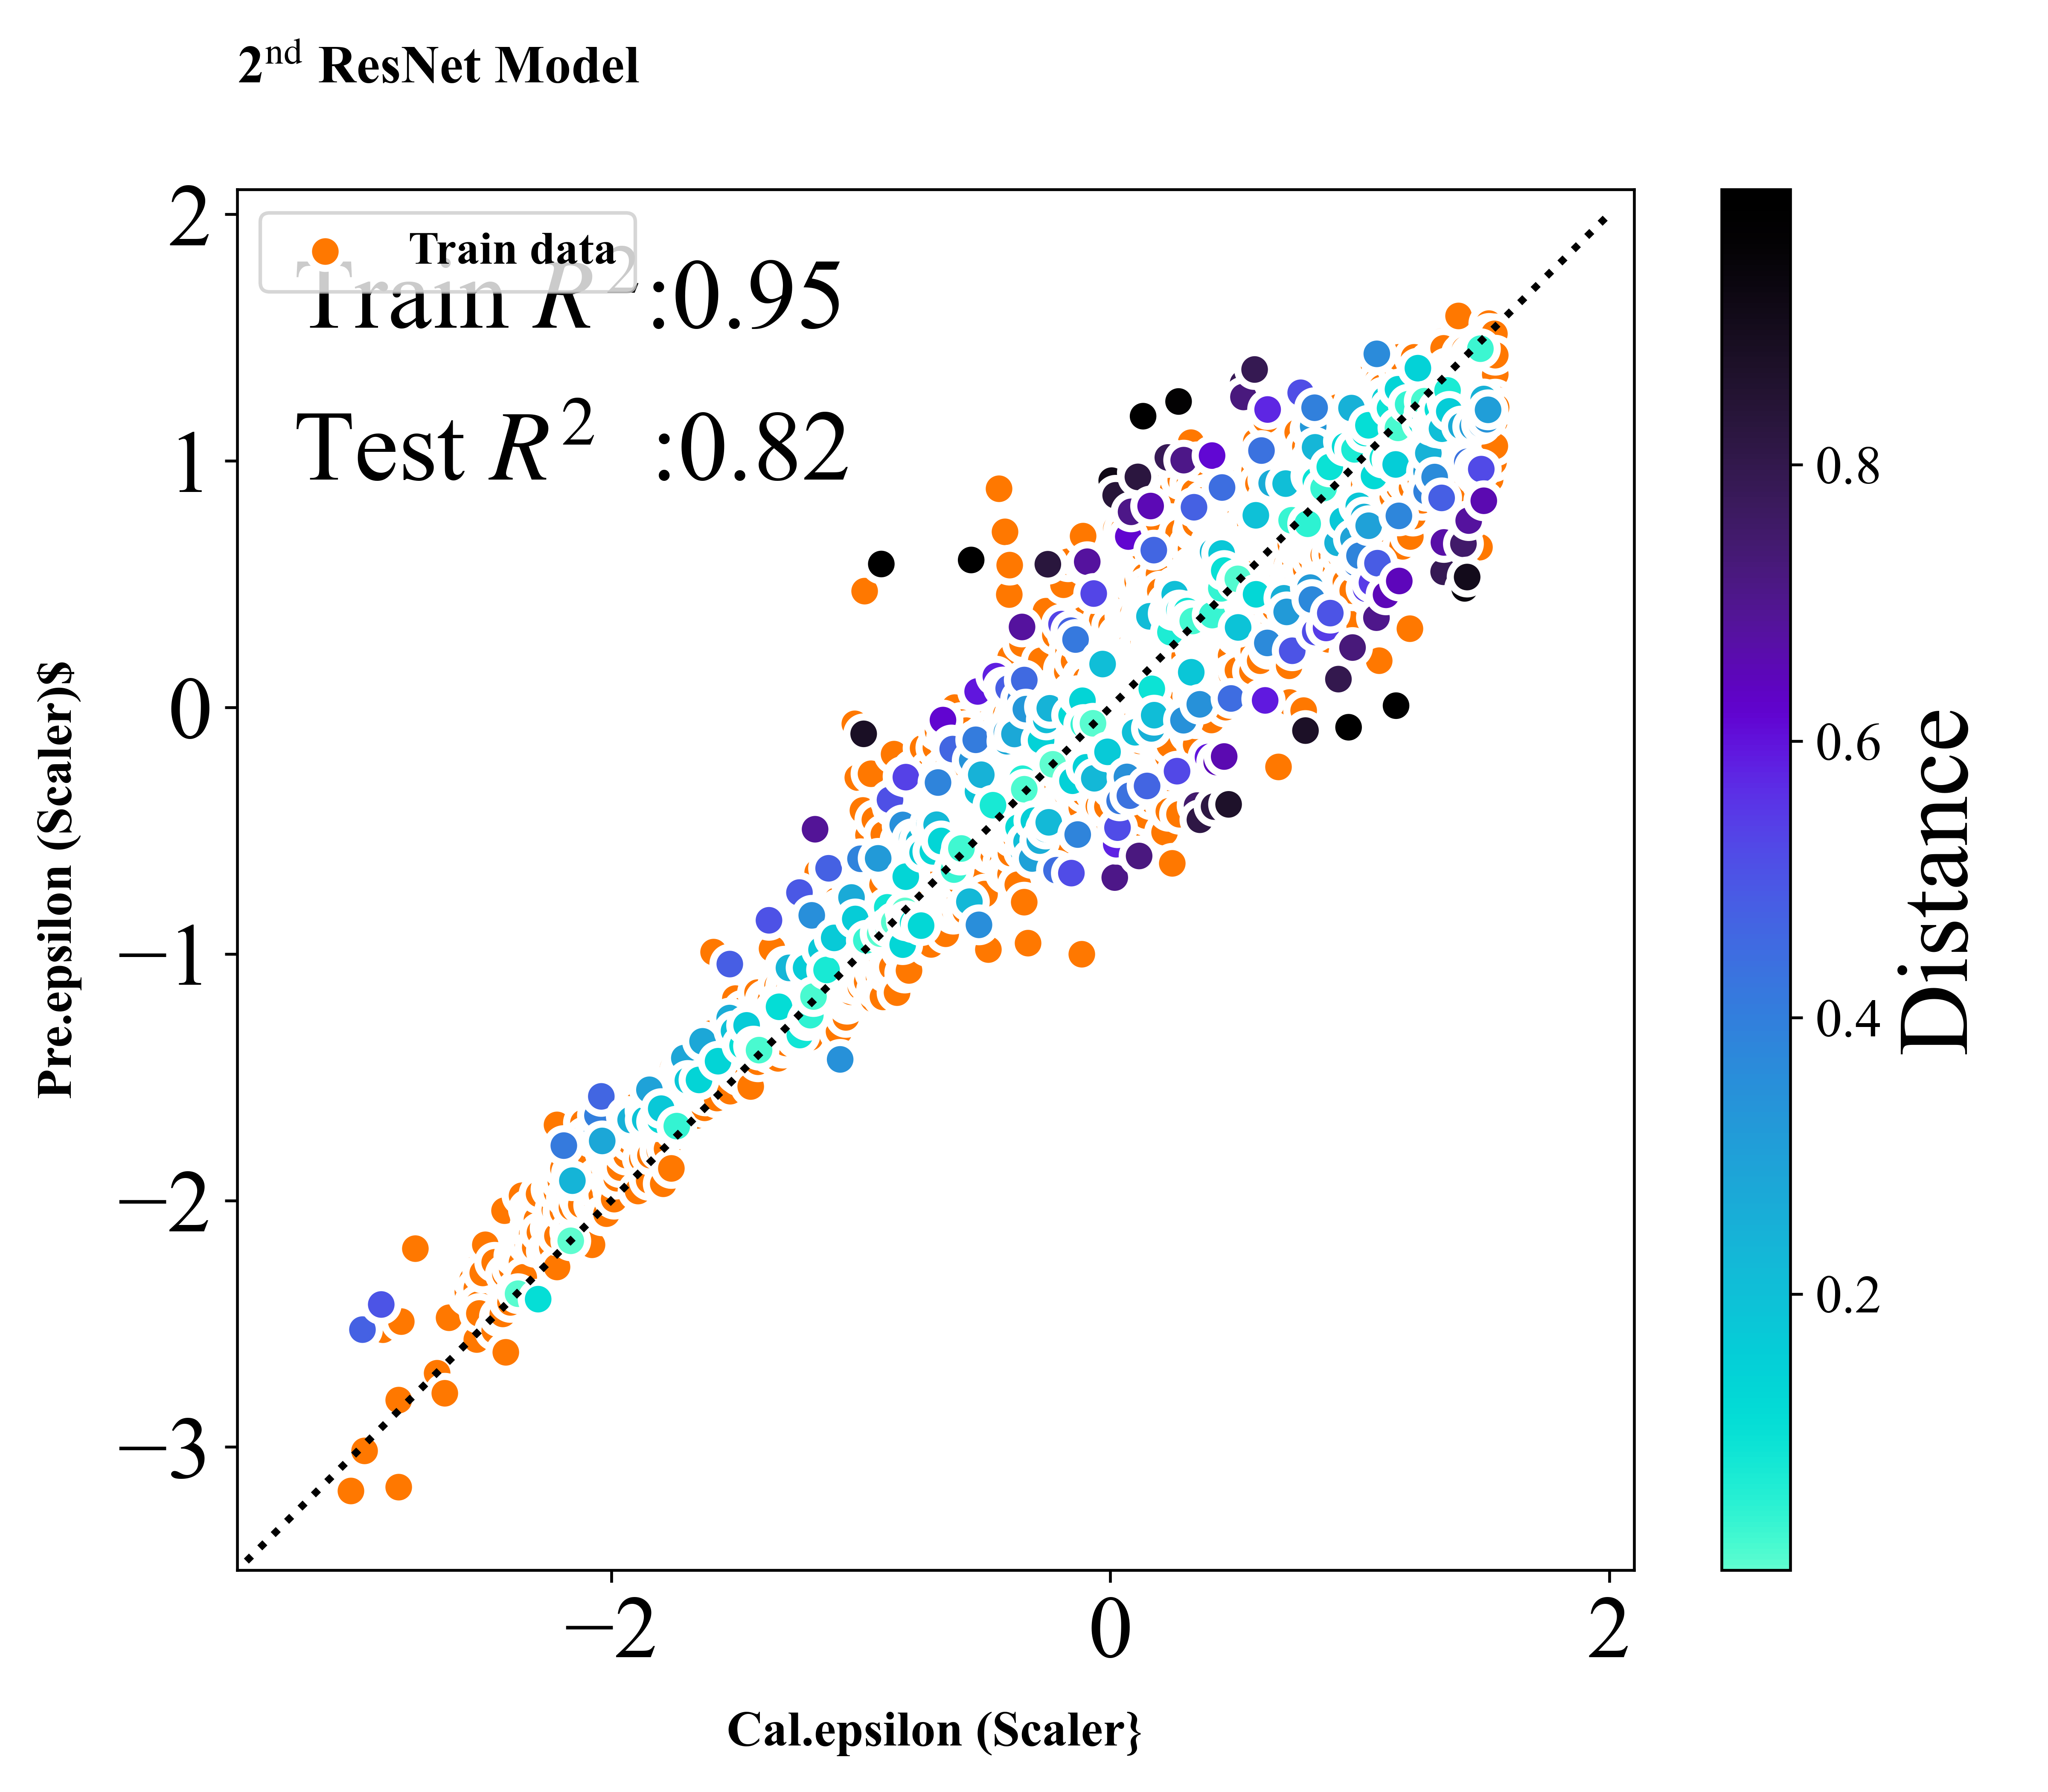 2nd ResNet Model
Train data
Train R2 :0.95
Test R2 :0.82
2
1
0
−1
−2
−3
Pre.epsilon (Scaler)$
−2 0 2
Cal.epsilon (Scaler}
0.8
0.6
0.4
0.2
Distance